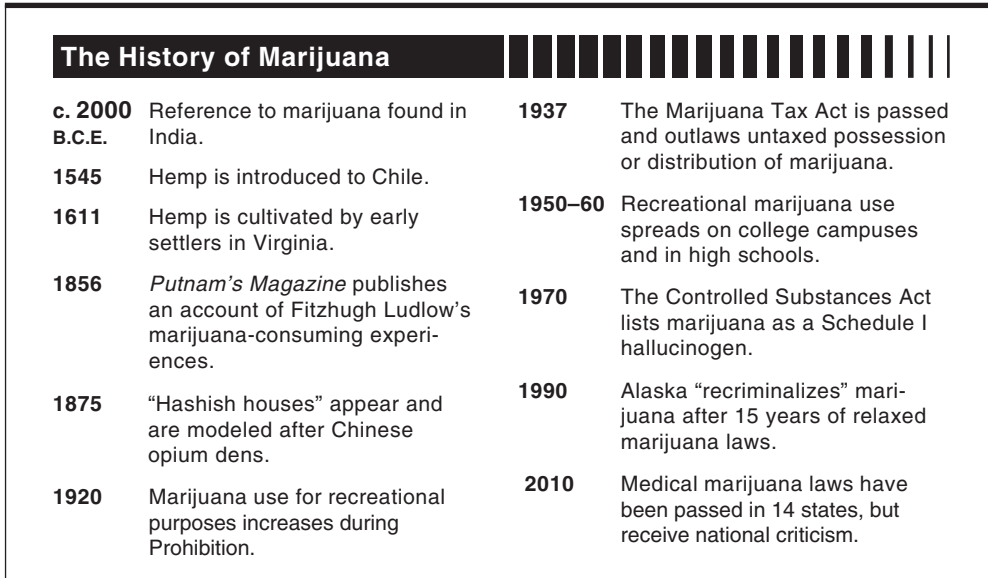 The History of Marijuana
c. 2000 Reference to marijuana found in
B.C.E. India.
1545 Hemp is introduced to Chile.
1611 Hemp is cultivated by early
settlers in Virginia.
1856 Putnam’s Magazine publishes
an account of Fitzhugh Ludlow’s
marijuana-consuming experi-
ences.
1875 “Hashish houses” appear and
are modeled after Chinese
opium dens.
1920 Marijuana use for recreational
purposes increases during
Prohibition.
1937 The Marijuana Tax Act is passed
and outlaws untaxed possession
or distribution of marijuana.
1950–60 Recreational marijuana use
spreads on college campuses
and in high schools.
1970 The Controlled Substances Act
lists marijuana as a Schedule I
hallucinogen.
1990 Alaska “recriminalizes” mari-
juana after 15 years of relaxed
marijuana laws.
2010 Medical marijuana laws have
been passed in 14 states, but
receive national criticism.